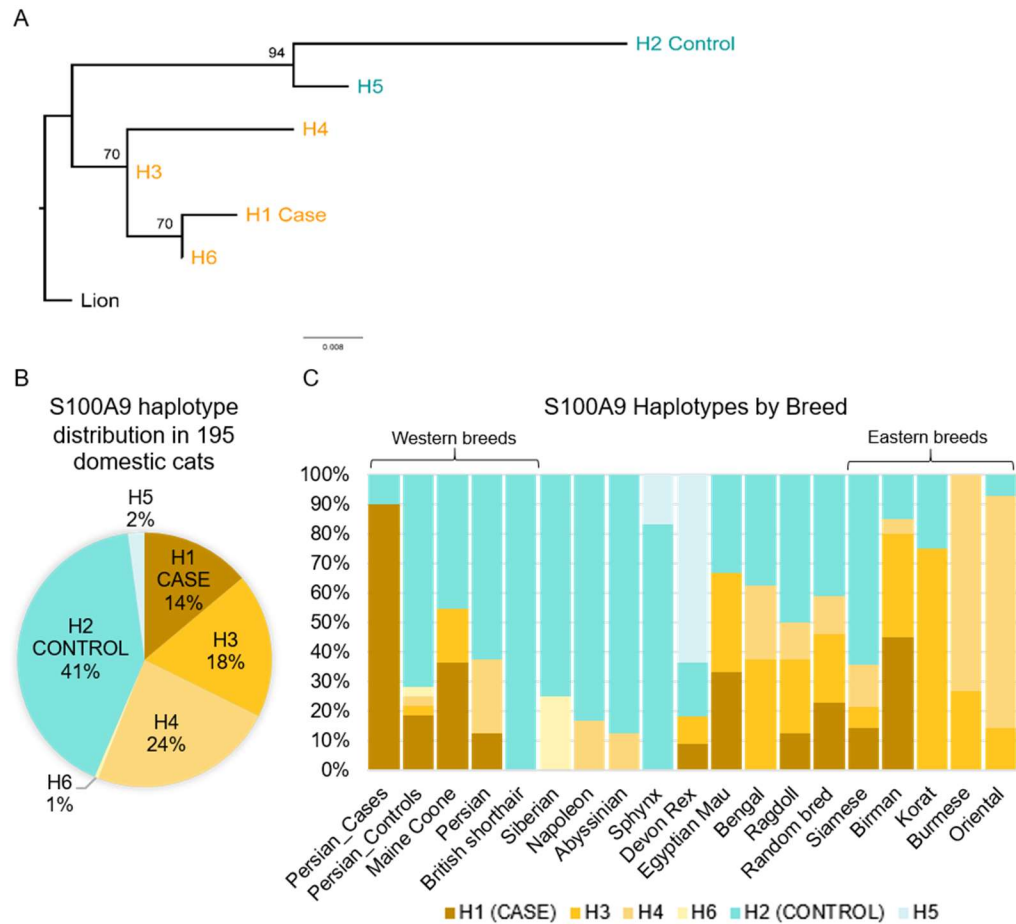 A
94
H2 Control
H5
H4
70
H3
H1 Case
70
H6
Lion
0.008
B
S100A9 haplotype
distribution in 195
domestic cats
H5
2%
H1
CASE
14%
H2
CONTROL
41%
H3
18%
H4
24%
H6
1%
C
S100A9 Haplotypes by Breed
Western breeds
Eastern breeds
100%
90%
80%
70%
60%
50%
40%
30%
20%
10%
0%
Persian_Cases
Persian_Controls
Maine Coone
Persian
British shorthair
Siberian
Napoleon
Abyssinian
Sphynx
Devon Rex
Egyptian Mau
Bengal
Ragdoll
Random bred
Siamese
Birman
Korat
Burmese
Oriental
H1 (CASE) H3 H4 H6 H2 (CONTROL) H5